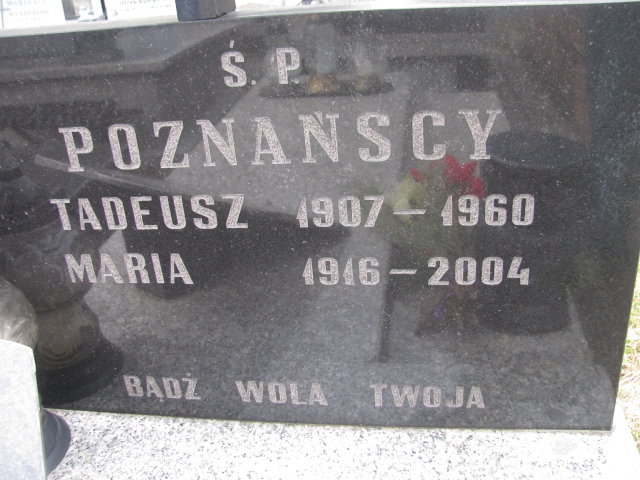 Ś. P.
POZNAŃSCY
TADEUSZ 1907 – 1960
MARIA 1916 – 2004
BĄDŹ WOLA TWOJA